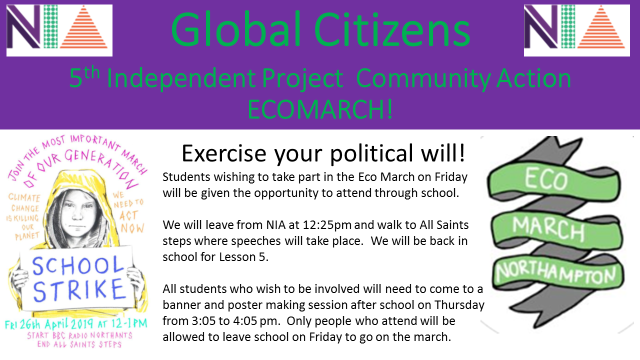 NIA
Global Citizens
NIA
5th Independent Project Community Action
ECOMARCH!
JOIN THE MOST IMPORTANT MARCH
OF OUR GENERATION
CLIMATE
CHANGE
IS KILLING
OUR
PLANET
WE
NEED TO
ACT
NOW
SCHOOL
STRIKE
FRI 26th APRIL 2019 AT 12-1PM
START BBC RADIO NORTHANTS
END ALL SAINTS STEPS
Exercise your political will!
Students wishing to take part in the Eco March on Friday
will be given the opportunity to attend through school.
We will leave from NIA at 12:25pm and walk to All Saints
steps where speeches will take place. We will be back in
school for Lesson 5.
All students who wish to be involved will need to come to a
banner and poster making session after school on Thursday
from 3:05 to 4:05 pm. Only people who attend will be
allowed to leave school on Friday to go on the march.
ECO
MARCH
NORTHAMPTON